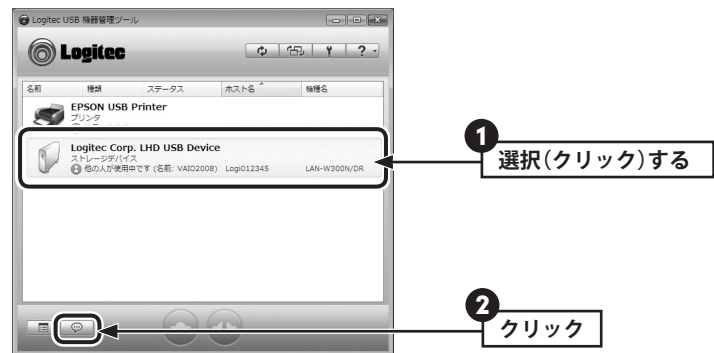 Logitec USB 機器管理ツール
Logitec
名前 種類 ステータス ホスト名 機種名
EPSON USB Printer
プリンタ
Logitec Corp. LHD USB Device
ストレージデバイス
他の人が使用中です (名前: VAIO2008) Logi012345 LAN-W300N/DR
1
選択(クリック)する
2
クリック